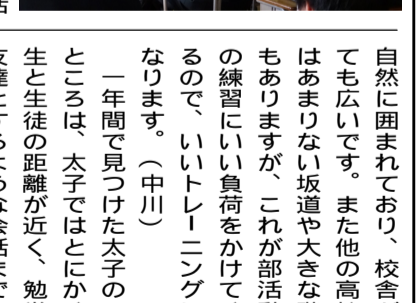 自然に囲まれており、校舎
ても広いです。また他の高
はあまりない坂道や大きな
もありますが、これが部活
の練習にいい負荷をかけて
るので、いいトレーニング
なります。（中川）
一年間で見つけた太子の
ところは、太子ではとにか
生と生徒の距離が近く、勉
友達とするような会話まで